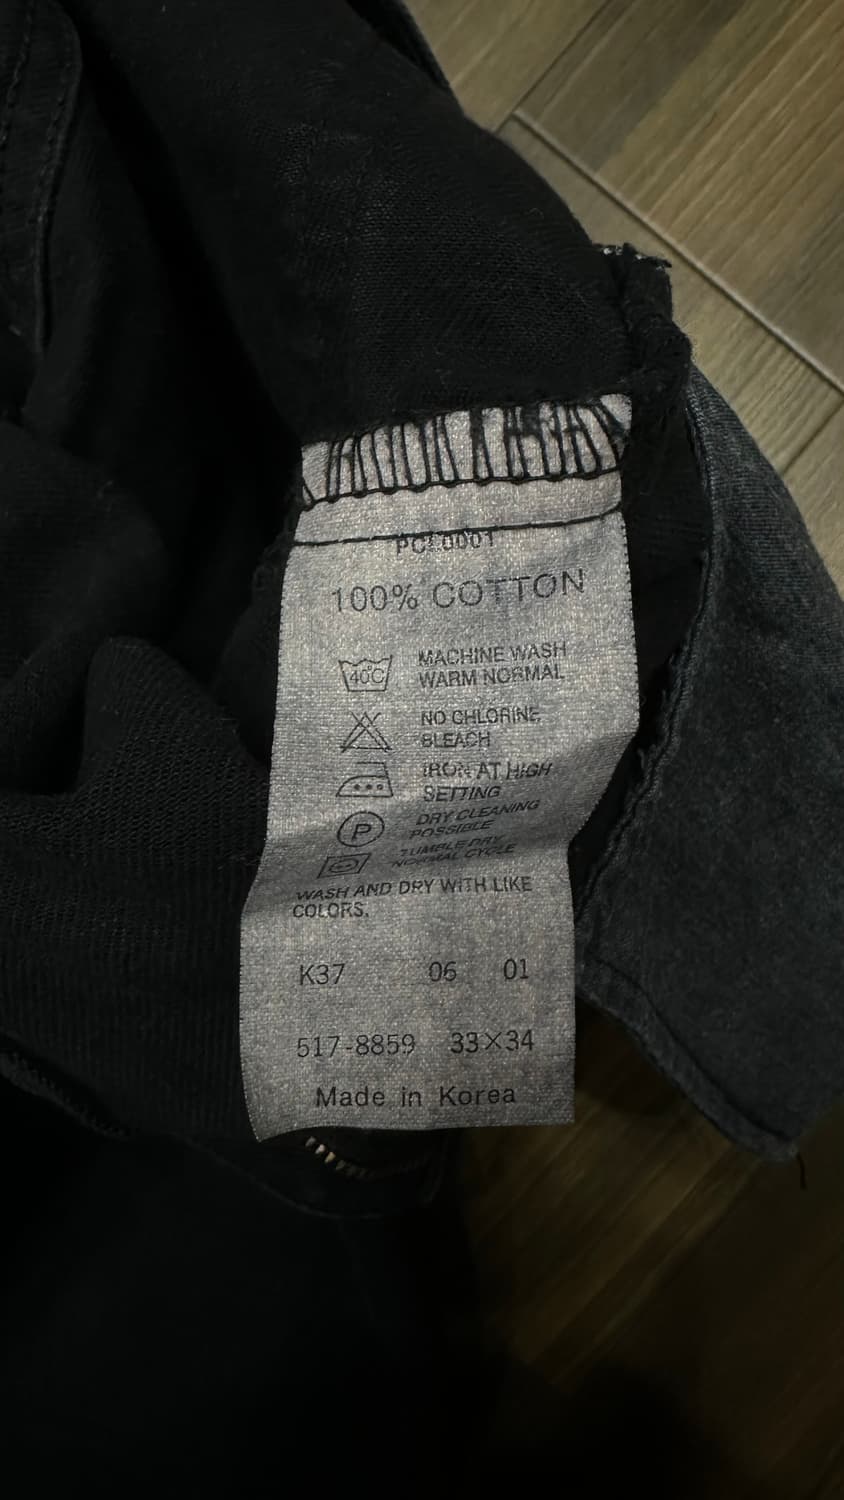 PCL0001
100% COTTON
40°C
MACHINE WASH
WARM NORMAL
NO CHLORINE
BLEACH
IRON AT HIGH
SETTING
P
DRY CLEANING
POSSIBLE
TUMBLE DRY
NORMAL CYCLE
WASH AND DRY WITH LIKE
COLORS.
K37 06 01
517-8859 33×34
Made in Korea